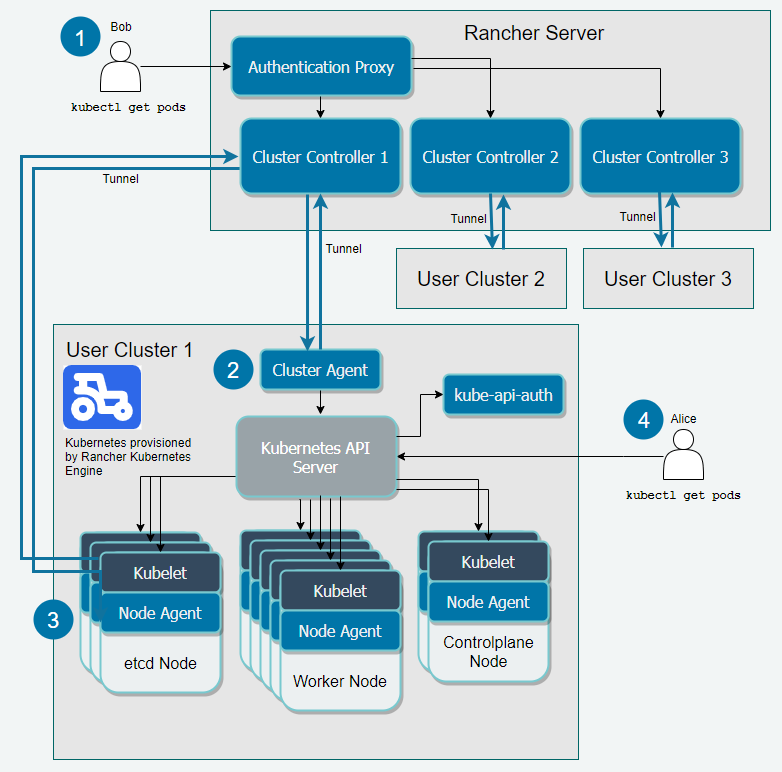 1
Bob
kubectl get pods
Rancher Server
Authentication Proxy
Cluster Controller 1
Cluster Controller 2
Cluster Controller 3
Tunnel
Tunnel
Tunnel
Tunnel
User Cluster 2
User Cluster 3
User Cluster 1
2
Cluster Agent
kube-api-auth
Kubernetes provisioned
by Rancher Kubernetes
Engine
Kubernetes API
Server
4
Alice
kubectl get pods
3
Kubelet
Node Agent
etcd Node
Kubelet
Node Agent
Worker Node
Kubelet
Node Agent
Controlplane
Node